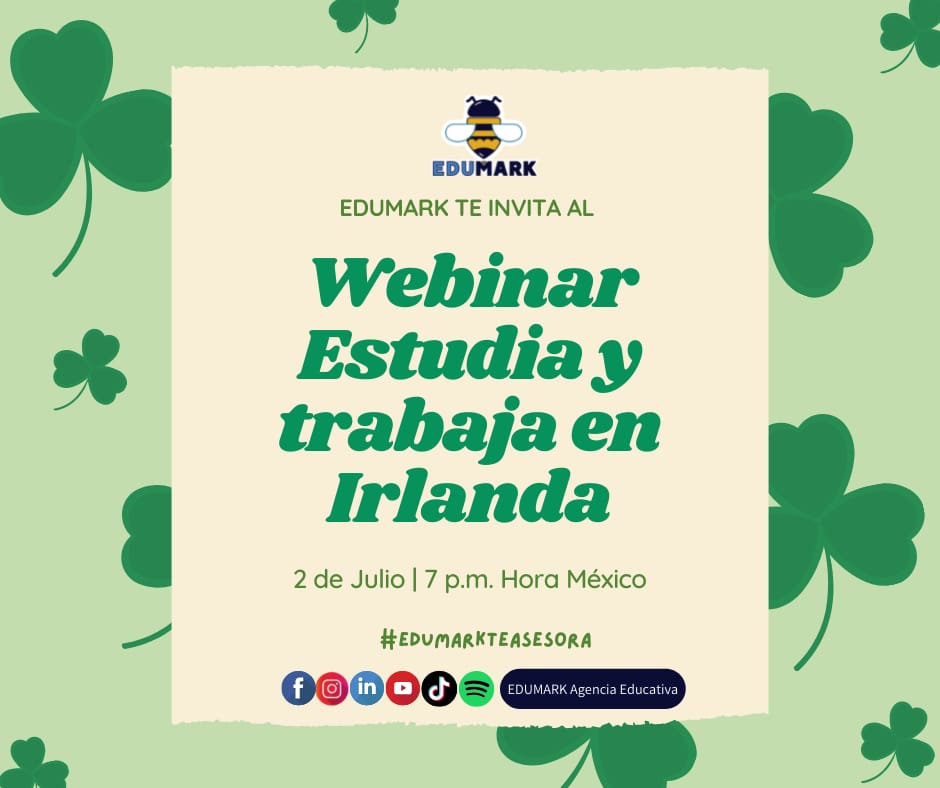 EDUMARK
EDUMARK TE INVITA AL
Webinar
Estudia y
trabaja en
Irlanda
2 de Julio | 7 p.m. Hora México
#EDUMARKTEASESORA
EDUMARK Agencia Educativa